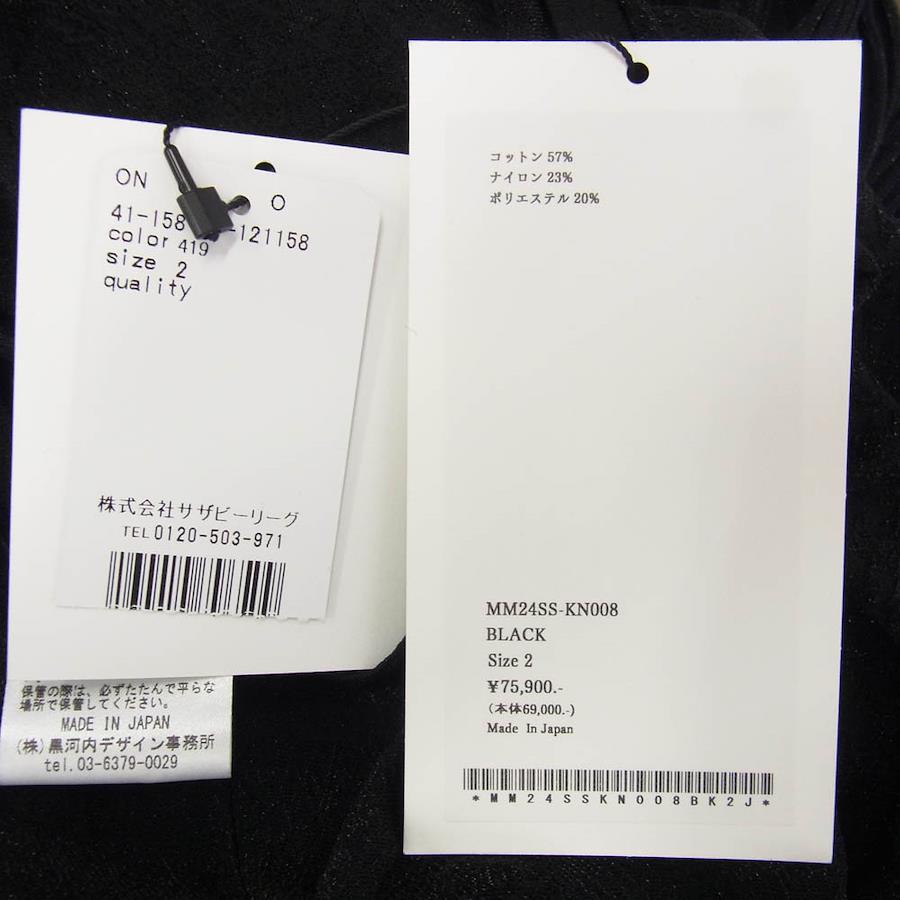 ON O
41-158 -121158
color 419
size 2
quality
株式会社サザビーリーグ
TEL 0120-503-971
保管の際は、必ずたたんで平らな
場所で保管してください。
MADE IN JAPAN
(株)黒河内デザイン事務所
tel.03-6379-0029
コットン 57%
ナイロン 23%
ポリエステル 20%
MM24SS-KN008
BLACK
Size 2
¥75,900.-
(本体69,000.-)
Made In Japan
*MM24SSKN008BK2J*